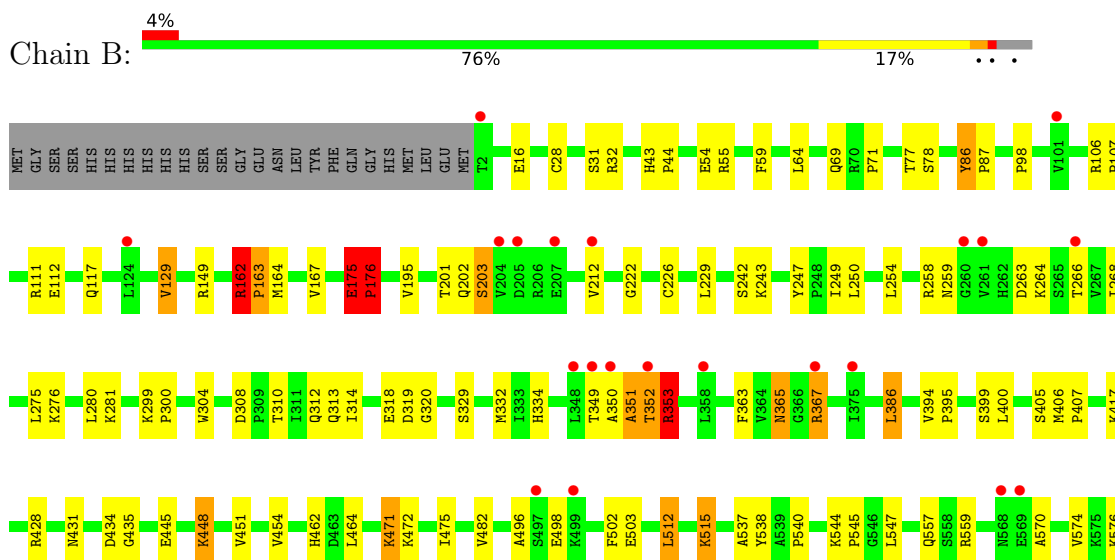 4%
Chain B:
76% 17% • • •
MET GLY SER SER HIS HIS HIS HIS HIS HIS SER SER GLY GLU ASN LEU TYR PHE GLN GLY HIS MET LEU GLU MET T2 E16 C28 S31 R32 H43 P44 E54 R55 F59 L64 Q69 R70 P71 T77 S78 Y86 P87 P98 V101 R106
R111 E112 Q117 L124 V129 R149 R162 P163 M164 V167 E175 P176 V195 T201 Q202 S203 V204 D205 R206 E207 V212 G222 C226 L229 S242 K243 Y247 P248 I249 L250 L254 R258 N259 G260 V261 H262 D263 K264 S265 T266 V267
L275 K276 L280 K281 K299 P300 W304 D308 P309 T310 I311 Q312 Q313 I314 E318 D319 G320 S329 M332 I333 H334 L348 T349 A350 A351 T352 R353 L358 F363 V364 N365 G366 R367 I375 L386 V394 P395 S399 L400 S405 M406 P407
R428 N431 D434 G435 E445 K448 V451 V454 H462 D463 L464 K471 K472 I475 V482 A496 S497 E498 K499 F502 E503 L512 K515 A537 Y538 A539 P540 K544 P545 G546 L547 Q557 S558 R559 N568 E569 A570 V574 K575